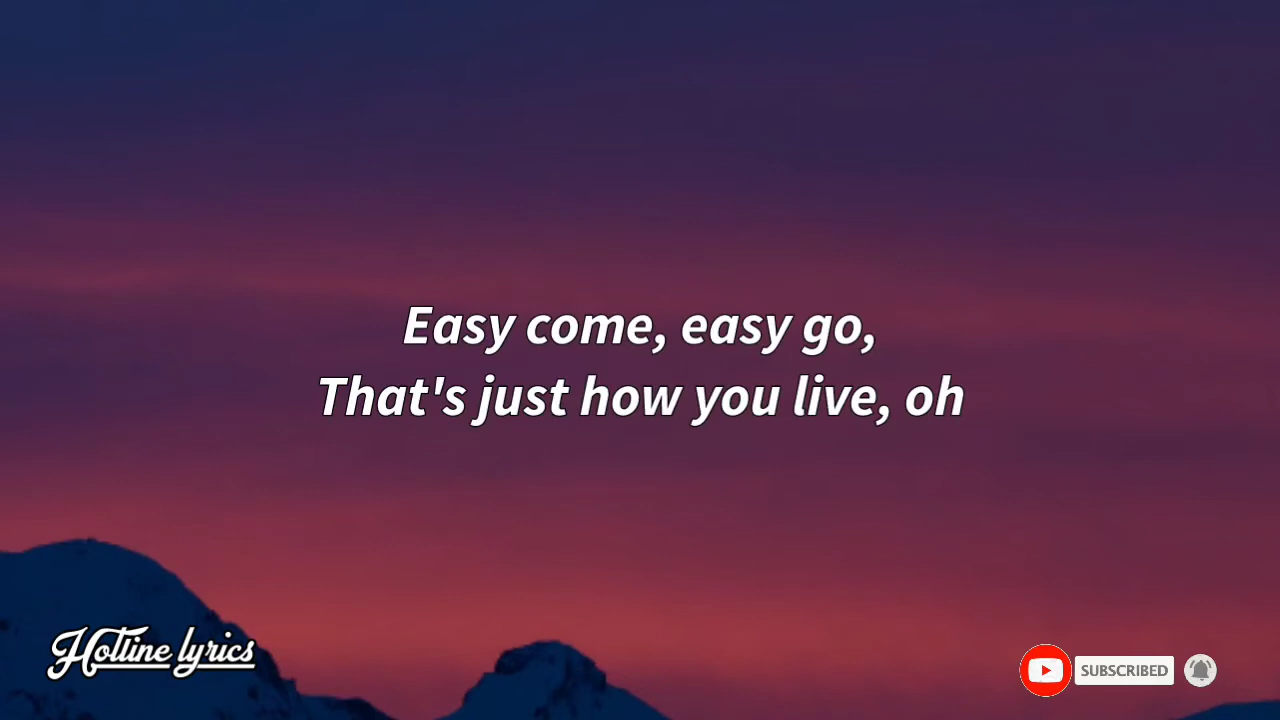 Easy come, easy go,
That's just how you live, oh
Hotline lyrics
SUBSCRIBED